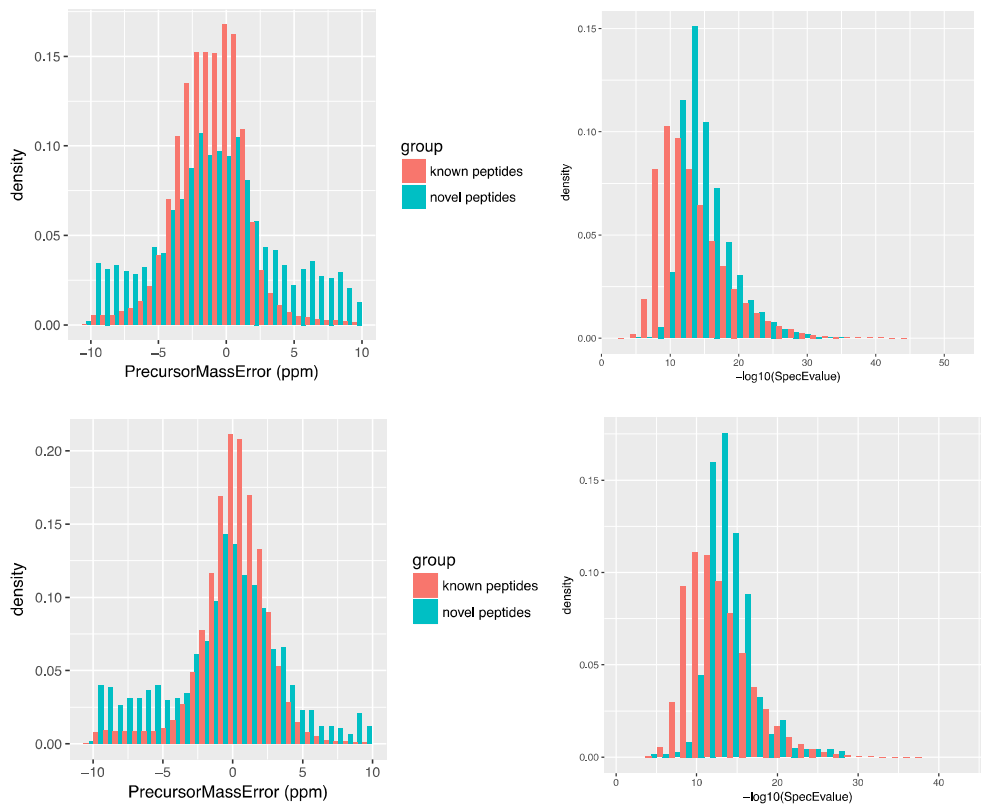 0.15
0.10
0.05
0.00
density
−10
−5
0
5
10
PrecursorMassError (ppm)
group
known peptides
novel peptides
0.15
0.10
0.05
0.00
density
0
10
20
30
40
50
−log10(SpecEvalue)
0.20
0.15
0.10
0.05
0.00
density
−10
−5
0
5
10
PrecursorMassError (ppm)
group
known peptides
novel peptides
0.15
0.10
0.05
0.00
density
0
10
20
30
40
−log10(SpecEvalue)